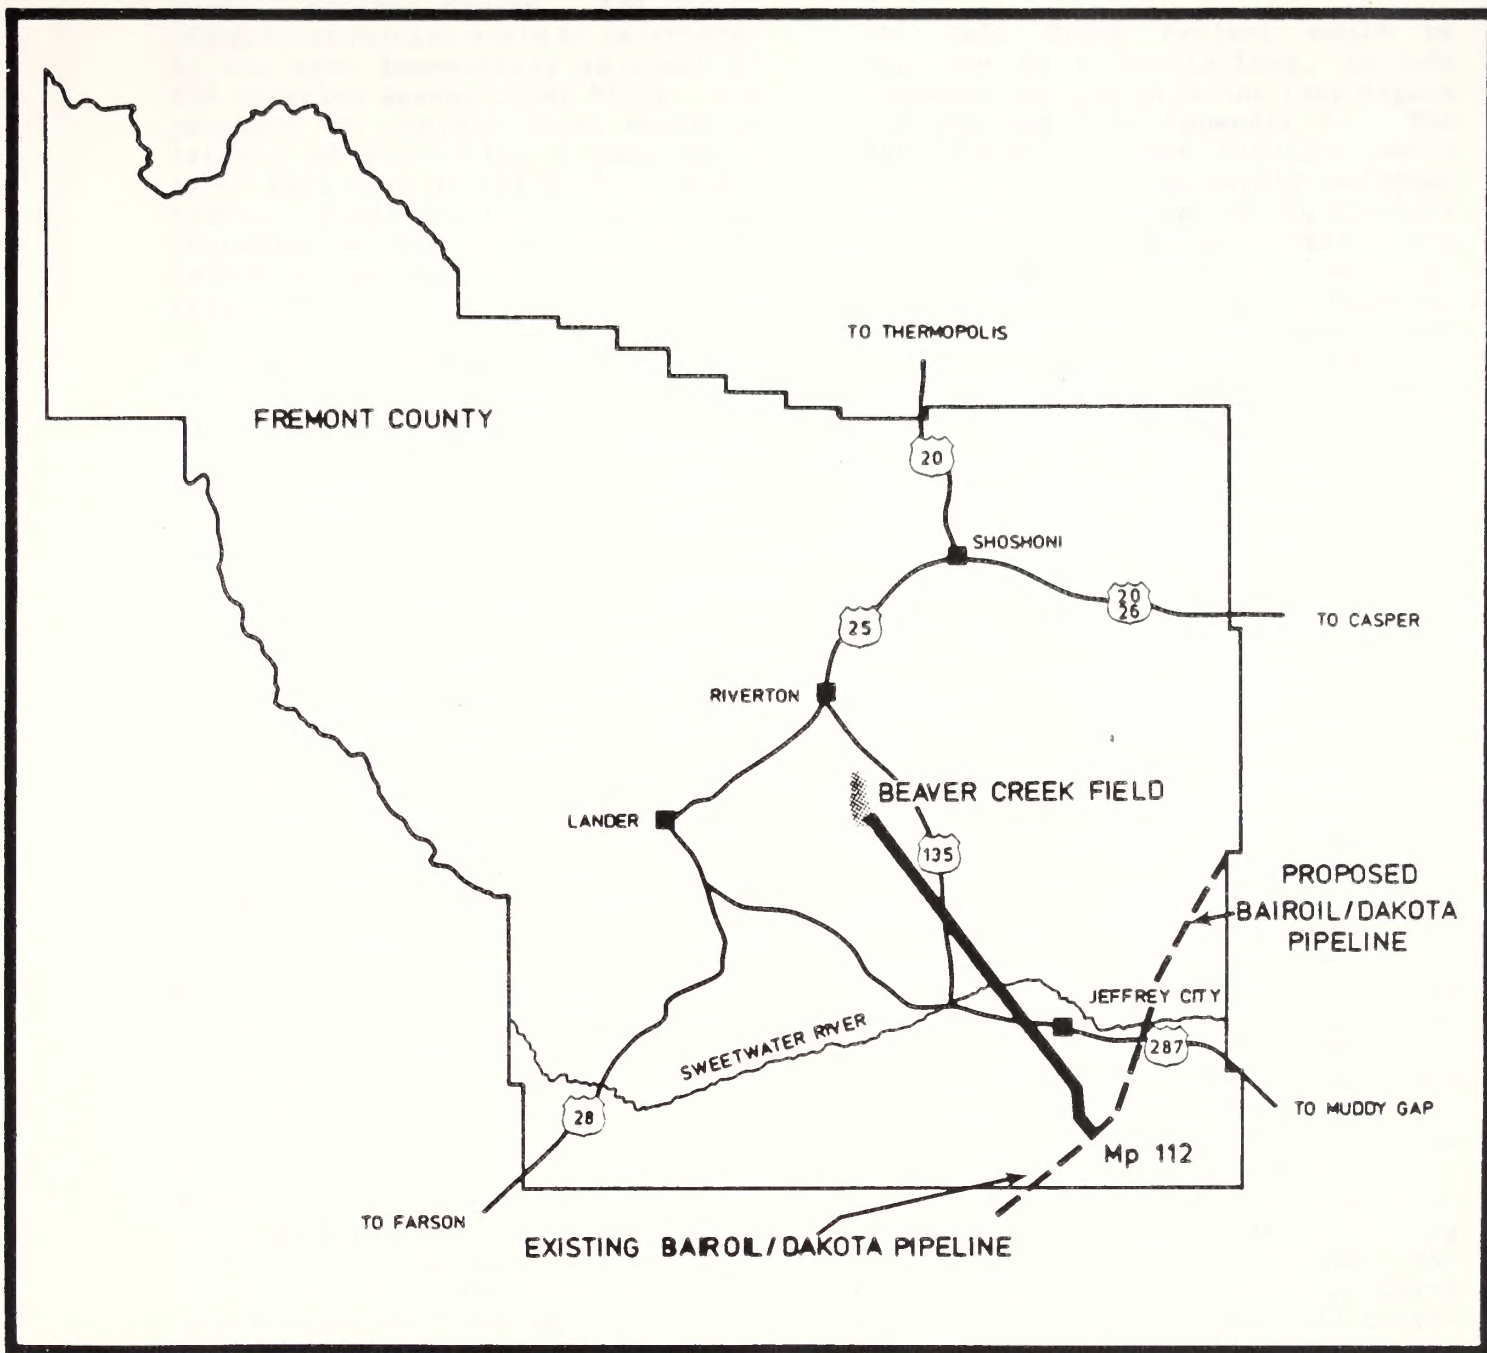 TO THERMOPOLIS
FREMONT COUNTY
20
SHOSHONI
20
26
TO CASPER
25
RIVERTON
BEAVER CREEK FIELD
LANDER
135
PROPOSED
BAIROIL/DAKOTA
PIPELINE
JEFFREY CITY
SWEETWATER RIVER
287
28
TO MUDDY GAP
Mp 112
TO FARSON
EXISTING BAIROIL/DAKOTA PIPELINE